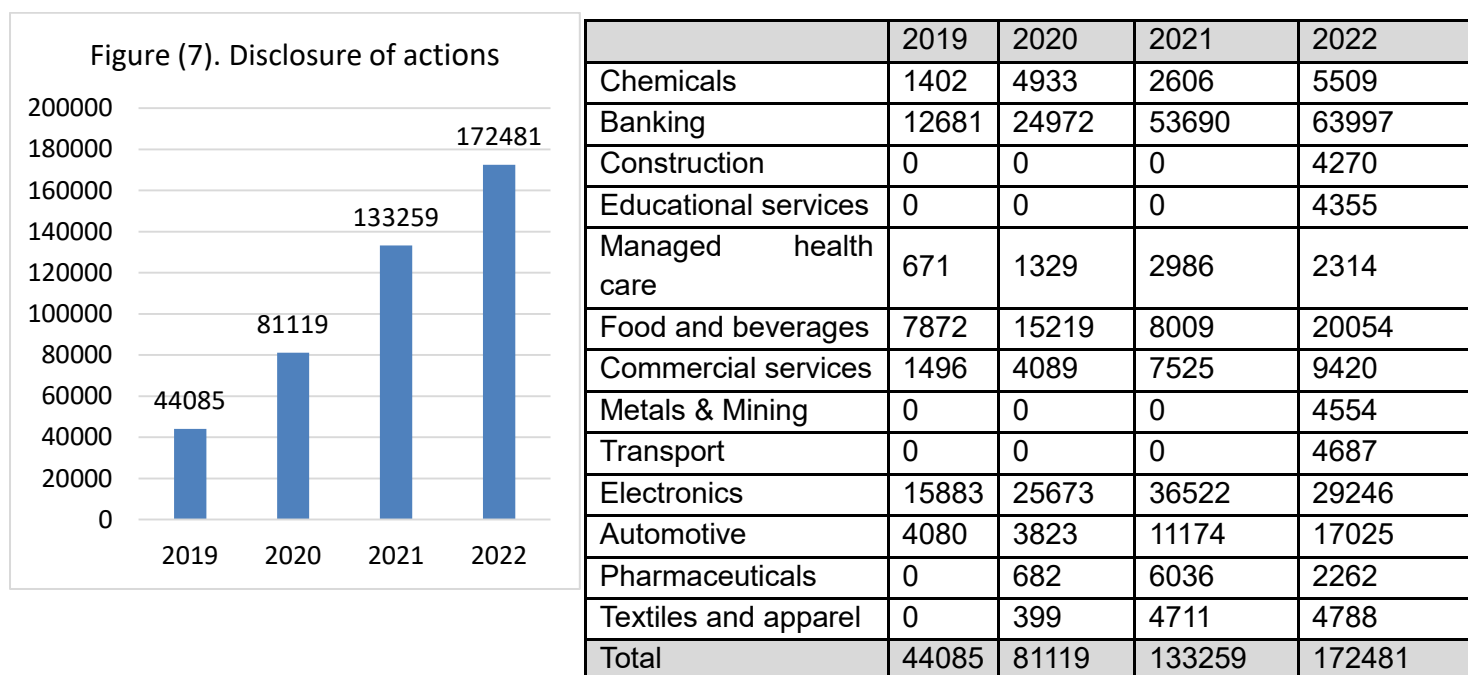 Figure (7). Disclosure of actions
200000
180000
160000
140000
120000
100000
80000
60000
40000
20000
0
44085
81119
133259
172481
2019 2020 2021 2022
2019 2020 2021 2022
Chemicals 1402 4933 2606 5509
Banking 12681 24972 53690 63997
Construction 0 0 0 4270
Educational services 0 0 0 4355
Managed health
care 671 1329 2986 2314
Food and beverages 7872 15219 8009 20054
Commercial services 1496 4089 7525 9420
Metals & Mining 0 0 0 4554
Transport 0 0 0 4687
Electronics 15883 25673 36522 29246
Automotive 4080 3823 11174 17025
Pharmaceuticals 0 682 6036 2262
Textiles and apparel 0 399 4711 4788
Total 44085 81119 133259 172481